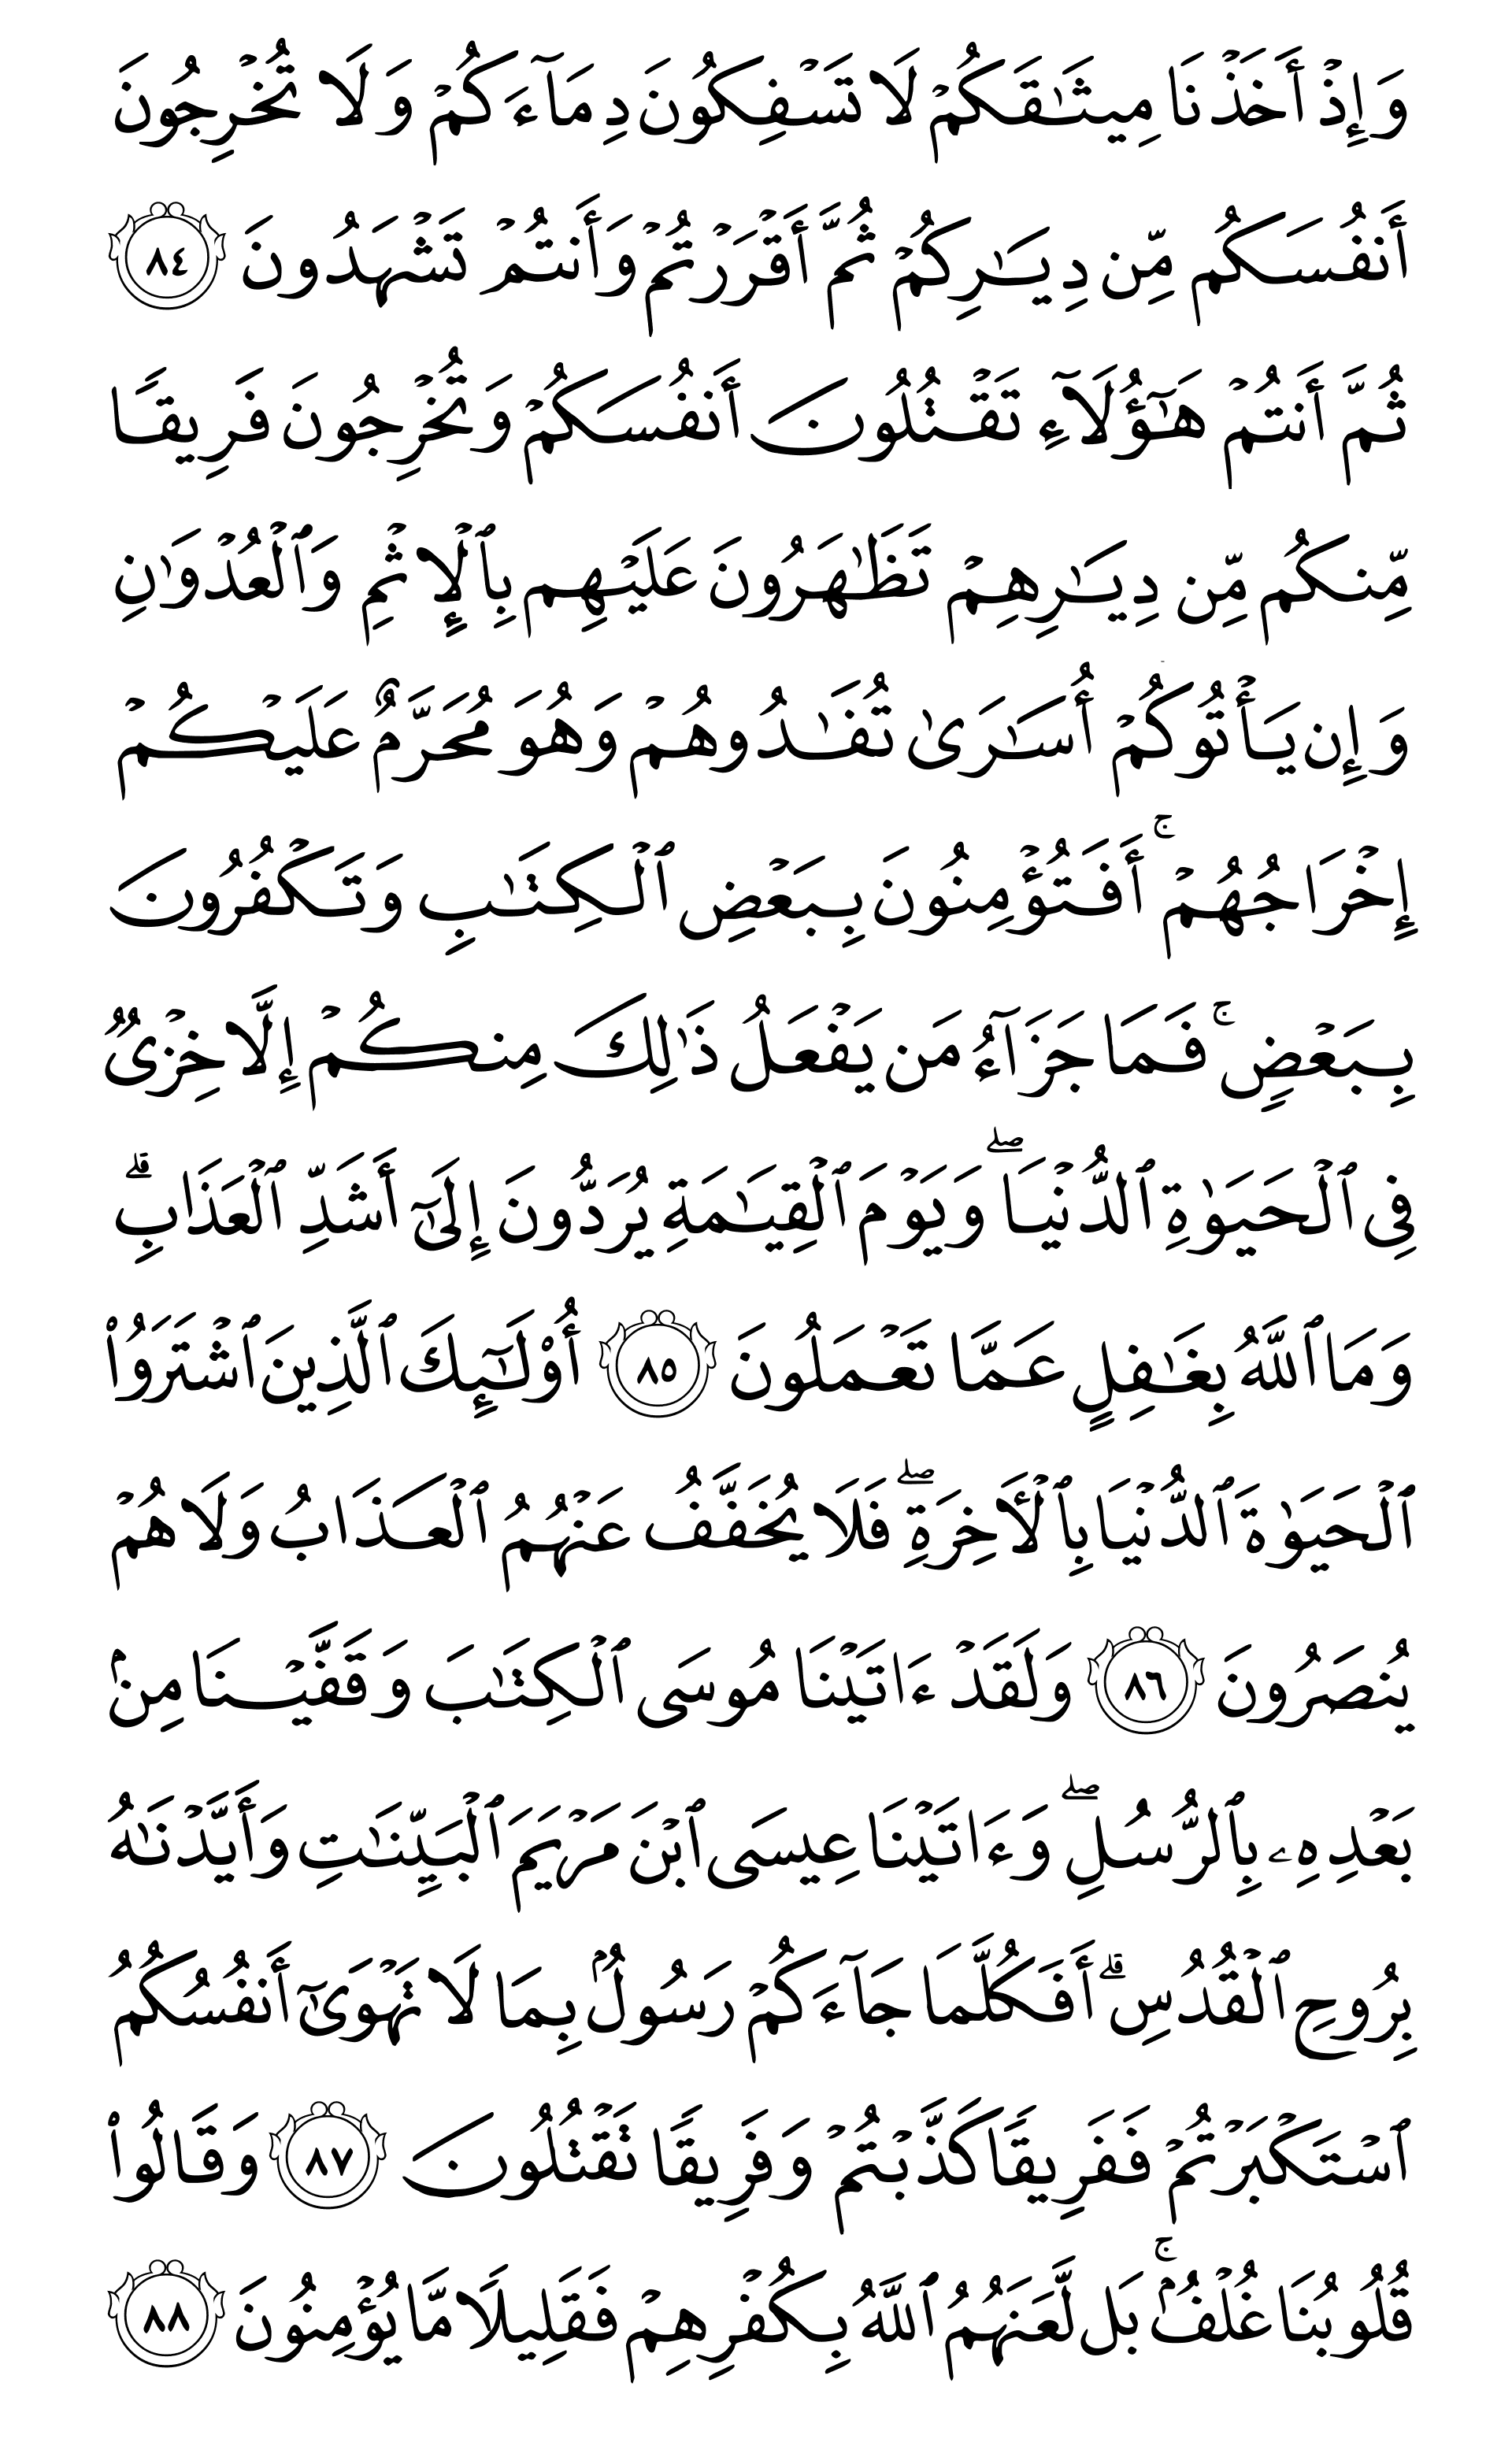 وَإِذْ أَخَذْنَا مِيثَٰقَكُمْ لَا تَسْفِكُونَ دِمَآءَكُمْ وَلَا تُخْرِجُونَ
أَنفُسَكُم مِّن دِيَٰرِكُمْ ثُمَّ أَقْرَرْتُمْ وَأَنتُمْ تَشْهَدُونَ ٨٤
ثُمَّ أَنتُمْ هَٰٓؤُلَآءِ تَقْتُلُونَ أَنفُسَكُمْ وَتُخْرِجُونَ فَرِيقًا
مِّنكُم مِّن دِيَٰرِهِمْ تَظَٰهَرُونَ عَلَيْهِم بِٱلْإِثْمِ وَٱلْعُدْوَٰنِ
وَإِن يَأْتُوكُمْ أُسَٰرَىٰ تُفَٰدُوهُمْ وَهُوَ مُحَرَّمٌ عَلَيْكُمْ
إِخْرَاجُهُمْ ۚ أَفَتُؤْمِنُونَ بِبَعْضِ ٱلْكِتَٰبِ وَتَكْفُرُونَ
بِبَعْضٍ ۚ فَمَا جَزَآءُ مَن يَفْعَلُ ذَٰلِكَ مِنكُمْ إِلَّا خِزْىٌ
فِى ٱلْحَيَوٰةِ ٱلدُّنْيَا ۖ وَيَوْمَ ٱلْقِيَٰمَةِ يُرَدُّونَ إِلَىٰٓ أَشَدِّ ٱلْعَذَابِ ۗ
وَمَا ٱللَّهُ بِغَٰفِلٍ عَمَّا تَعْمَلُونَ ٨٥ أُو۟لَٰٓئِكَ ٱلَّذِينَ ٱشْتَرَوُا۟
ٱلْحَيَوٰةَ ٱلدُّنْيَا بِٱلْأَخِرَةِ ۖ فَلَا يُخَفَّفُ عَنْهُمُ ٱلْعَذَابُ وَلَا هُمْ
يُنصَرُونَ ٨٦ وَلَقَدْ ءَاتَيْنَا مُوسَى ٱلْكِتَٰبَ وَقَفَّيْنَا مِنۢ
بَعْدِهِۦ بِٱلرُّسُلِ ۖ وَءَاتَيْنَا عِيسَى ٱبْنَ مَرْيَمَ ٱلْبَيِّنَٰتِ وَأَيَّدْنَٰهُ
بِرُوحِ ٱلْقُدُسِ ۗ أَفَكُلَّمَا جَآءَكُمْ رَسُولٌۢ بِمَا لَا تَهْوَىٰٓ أَنفُسُكُمُ
ٱسْتَكْبَرْتُمْ فَفَرِيقًا كَذَّبْتُمْ وَفَرِيقًا تَقْتُلُونَ ٨٧ وَقَالُوا۟
قُلُوبُنَا غُلْفٌۢ ۚ بَل لَّعَنَهُمُ ٱللَّهُ بِكُفْرِهِمْ فَقَلِيلًا مَّا يُؤْمِنُونَ ٨٨